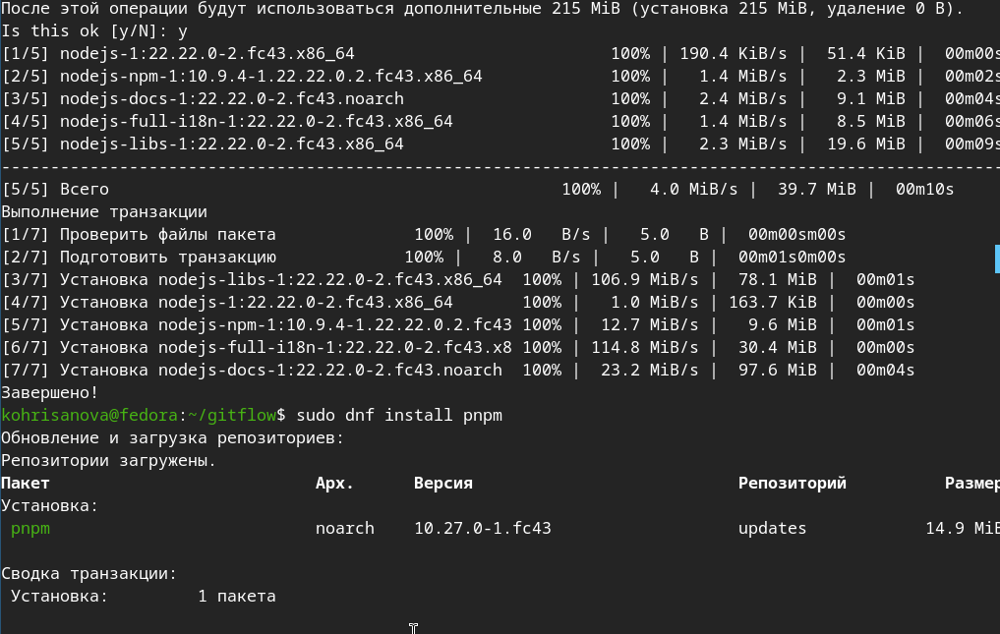 После этой операции будут использоваться дополнительные 215 MiB (установка 215 MiB, удаление 0 B).
Is this ok [y/N]: y
[1/5] nodejs-1:22.22.0-2.fc43.x86_64 100% | 190.4 KiB/s | 51.4 KiB | 00m00s
[2/5] nodejs-npm-1:10.9.4-1.22.22.0.2.fc43.x86_64 100% | 1.4 MiB/s | 2.3 MiB | 00m02s
[3/5] nodejs-docs-1:22.22.0-2.fc43.noarch 100% | 2.4 MiB/s | 9.1 MiB | 00m04s
[4/5] nodejs-full-i18n-1:22.22.0-2.fc43.x86_64 100% | 1.4 MiB/s | 8.5 MiB | 00m06s
[5/5] nodejs-libs-1:22.22.0-2.fc43.x86_64 100% | 2.3 MiB/s | 19.6 MiB | 00m09s
------------------------------------------------------------------------------------------------------
[5/5] Всего 100% | 4.0 MiB/s | 39.7 MiB | 00m10s
Выполнение транзакции
[1/7] Проверить файлы пакета 100% | 16.0 B/s | 5.0 B | 00m00sm00s
[2/7] Подготовить транзакцию 100% | 8.0 B/s | 5.0 B | 00m01s0m00s
[3/7] Установка nodejs-libs-1:22.22.0-2.fc43.x86_64 100% | 106.9 MiB/s | 78.1 MiB | 00m01s
[4/7] Установка nodejs-1:22.22.0-2.fc43.x86_64 100% | 1.0 MiB/s | 163.7 KiB | 00m00s
[5/7] Установка nodejs-npm-1:10.9.4-1.22.22.0.2.fc43 100% | 12.7 MiB/s | 9.6 MiB | 00m01s
[6/7] Установка nodejs-full-i18n-1:22.22.0-2.fc43.x8 100% | 114.8 MiB/s | 30.4 MiB | 00m00s
[7/7] Установка nodejs-docs-1:22.22.0-2.fc43.noarch 100% | 23.2 MiB/s | 97.6 MiB | 00m04s
Завершено!
kohrisanova@fedora:~/gitflow$ sudo dnf install pnpm
Обновление и загрузка репозиториев:
Репозитории загружены.
Пакет Арх. Версия Репозиторий Размер
Установка:
pnpm noarch 10.27.0-1.fc43 updates 14.9 MiB
Сводка транзакции:
Установка: 1 пакета